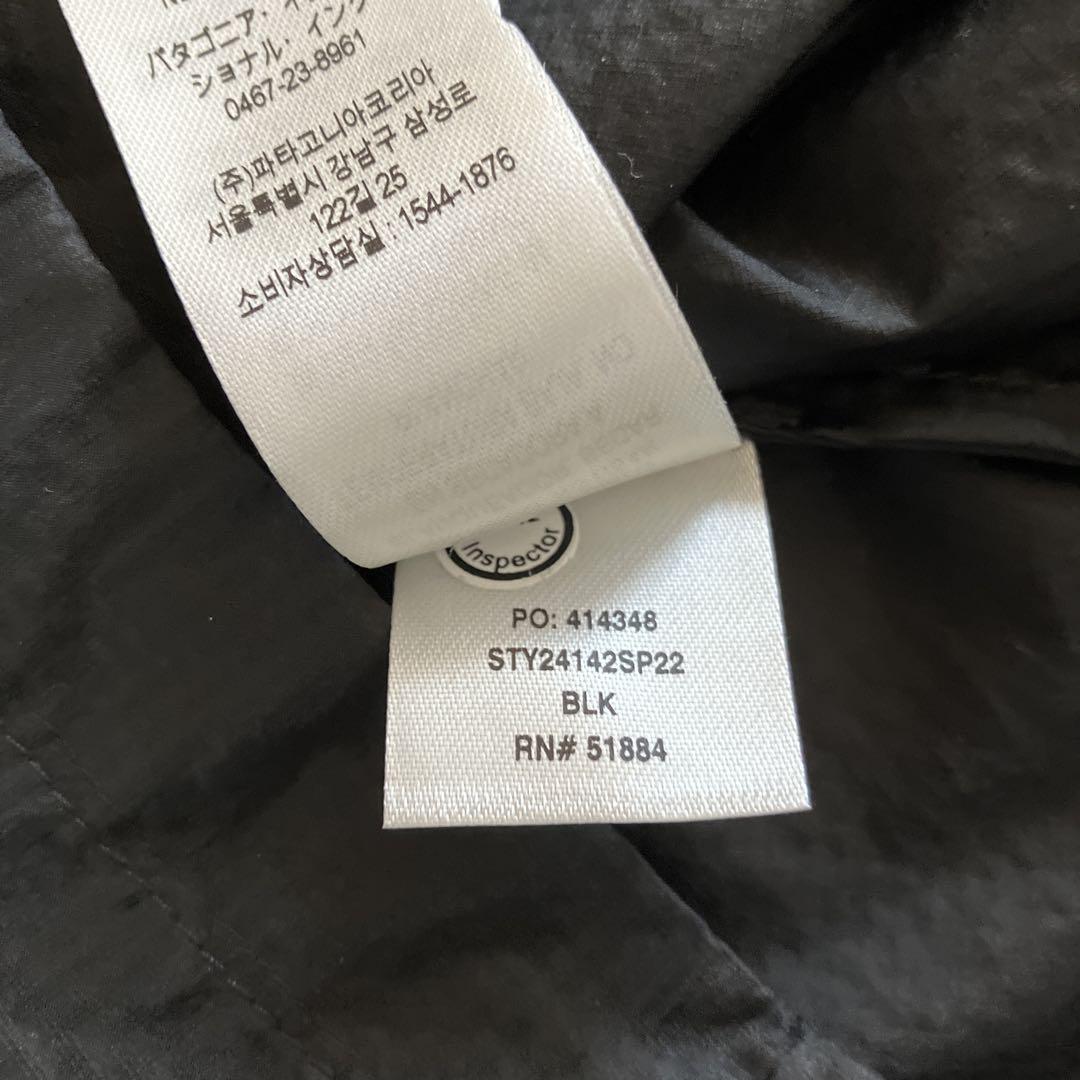 パタゴニア・イ
ショナル・インク
0467-23-8961
(주)파타고니아코리아
서울특별시 강남구 삼성로
122길 25
소비자상담실 : 1544-1876
Inspector
PO: 414348
STY24142SP22
BLK
RN# 51884